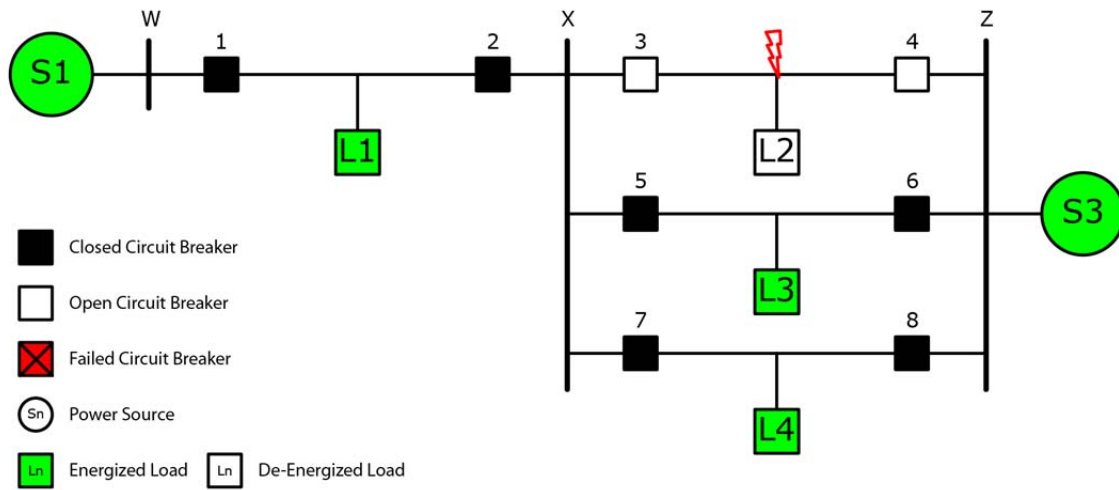 W
X
Z
1
2
3
4
S1
L1
L2
5
6
S3
L3
7
8
L4
Closed Circuit Breaker
Open Circuit Breaker
Failed Circuit Breaker
Sn Power Source
Ln Energized Load Ln De-Energized Load